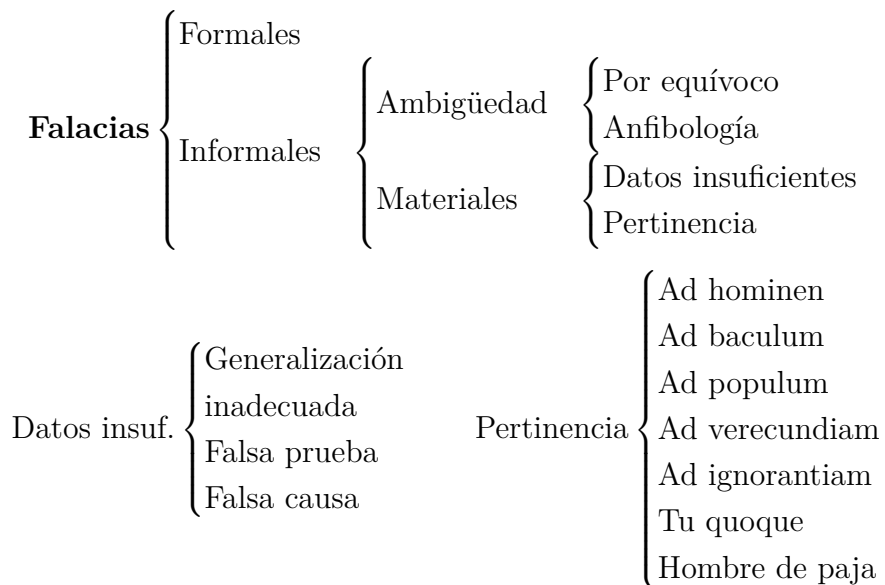 Falacias
Formales
Informales
Ambigüedad
Por equívoco
Anfibología
Materiales
Datos insuficientes
Pertinencia
Datos insuf.
Generalización
inadecuada
Falsa prueba
Falsa causa
Pertinencia
Ad hominen
Ad baculum
Ad populum
Ad verecundiam
Ad ignorantiam
Tu quoque
Hombre de paja